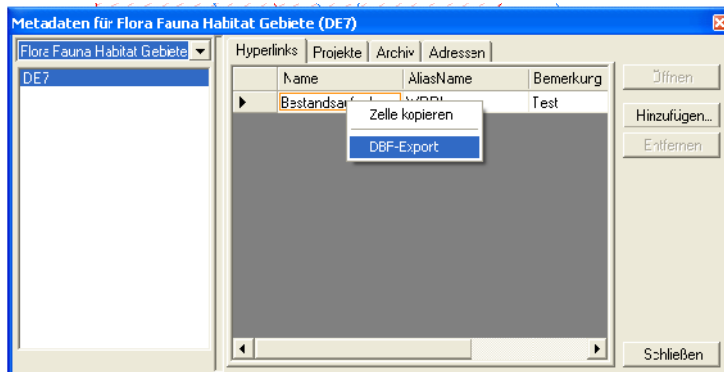 Metadaten für Flora Fauna Habitat Gebiete (DE7)
Flora Fauna Habitat Gebiete
DE7
Hyperlinks Projekte Archiv Adressen
Name AliasName Bemerkung
Test
Zelle kopieren
DBF-Export
Öffnen
Hinzufügen...
Entfernen
Schließen